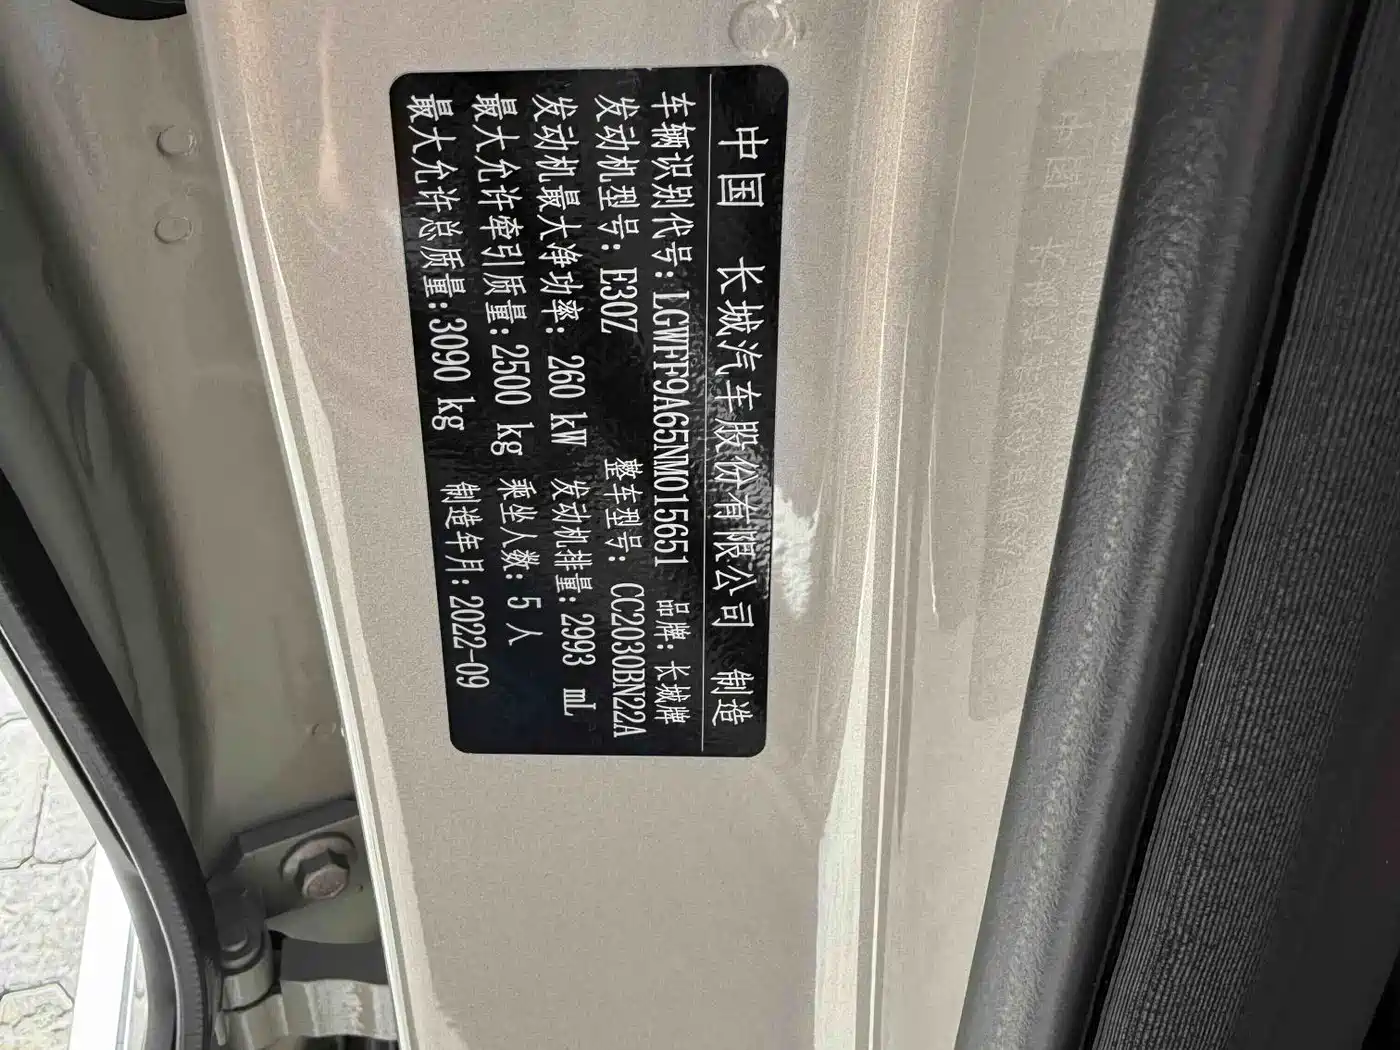 中国 长城汽车股份有限公司 制造
车辆识别代号：LGWFF9A65NM015651 品牌：长城牌
发动机型号：E30Z 整车型号：CC2030BN22A
发动机最大净功率：260 kW 发动机排量：2993 mL
最大允许牵引质量：2500 kg 乘坐人数：5 人
最大允许总质量：3090 kg 制造年月：2022-09